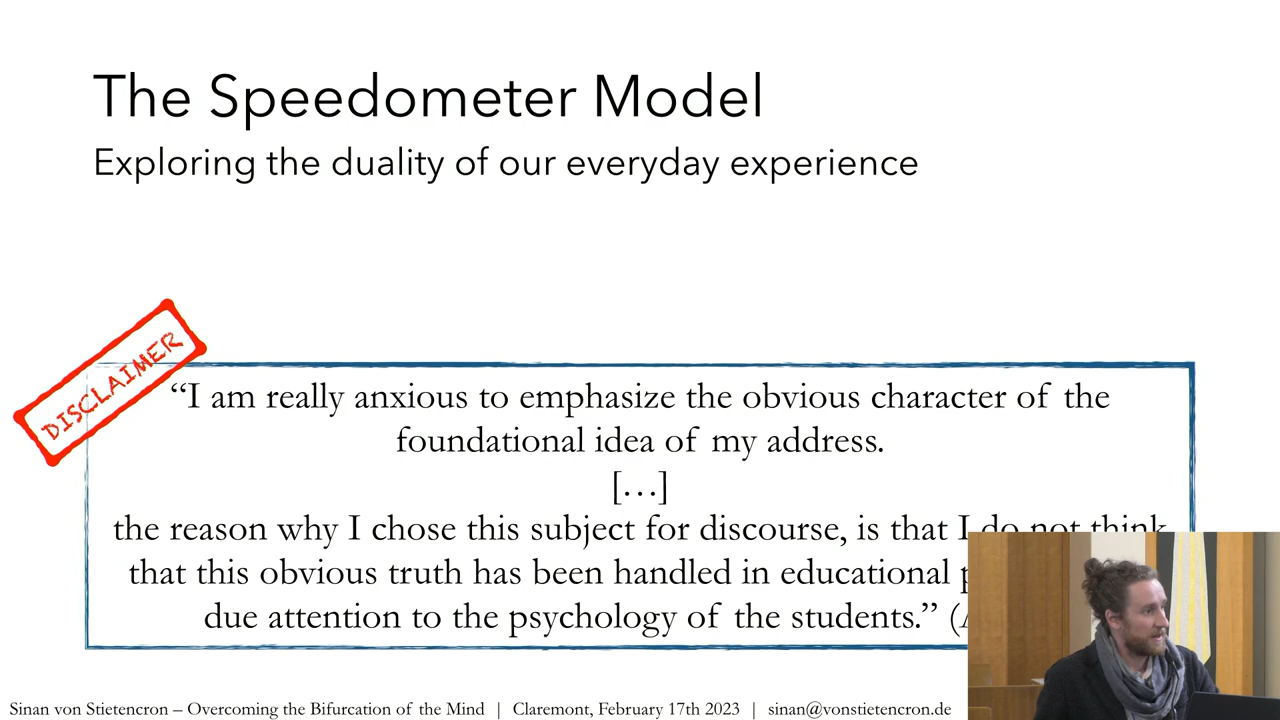 The Speedometer Model
Exploring the duality of our everyday experience
DISCLAIMER
“I am really anxious to emphasize the obvious character of the
foundational idea of my address.
[…]
the reason why I chose this subject for discourse, is that I do not think
that this obvious truth has been handled in educational
due attention to the psychology of the students.” (
Sinan von Stietencron – Overcoming the Bifurcation of the Mind | Claremont, February 17th 2023 | sinan@vonstietencron.de